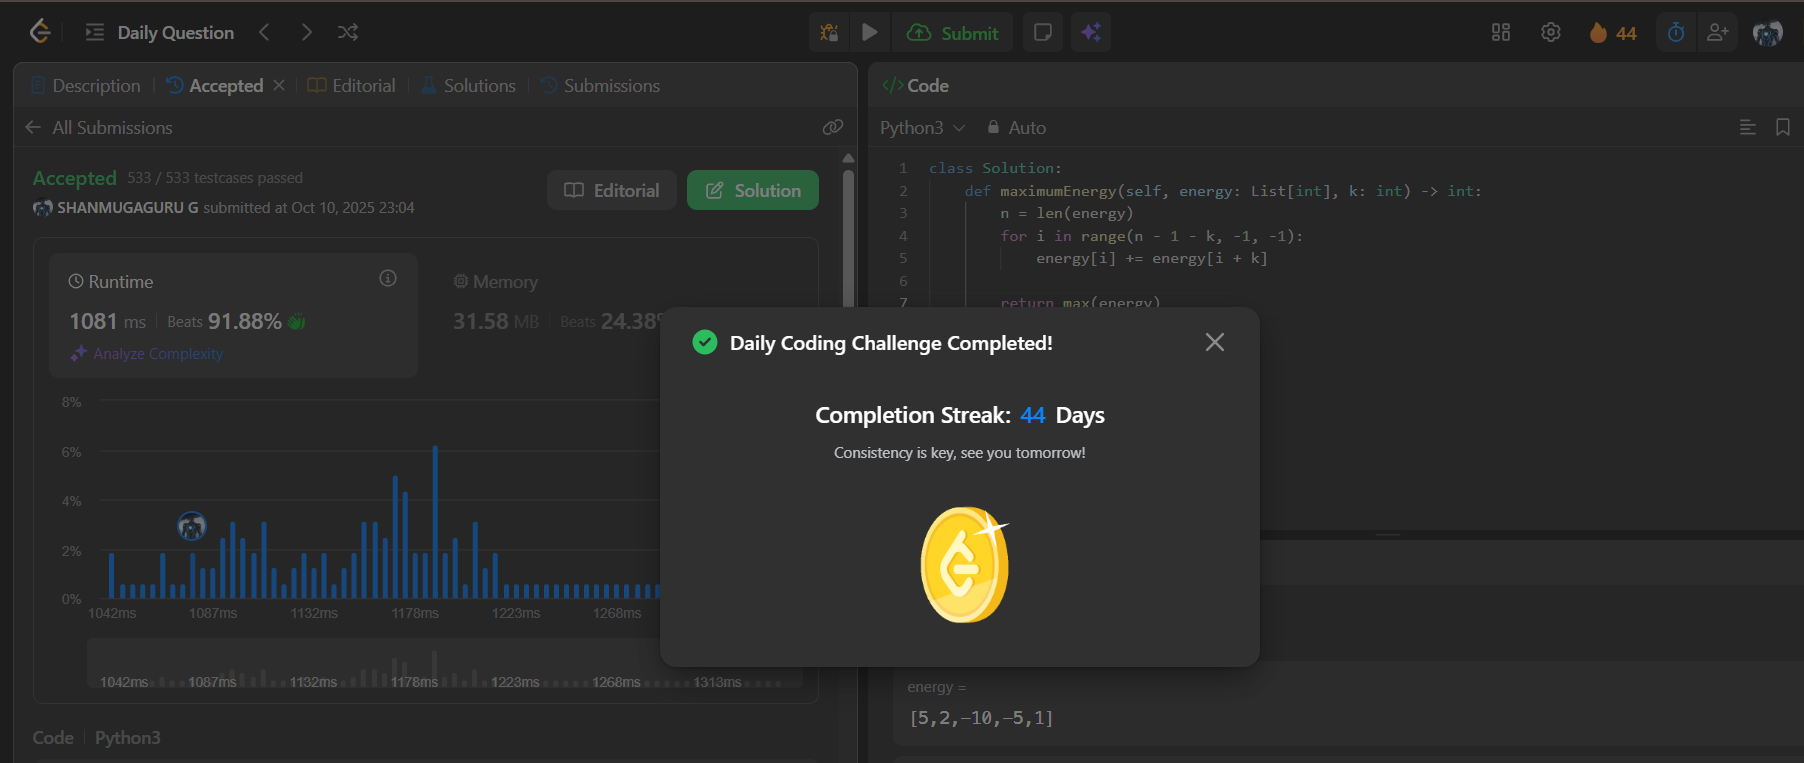 Daily Question
Submit
44
Description
Accepted
Editorial
Solutions
Submissions
All Submissions
Accepted 533 / 533 testcases passed
SHANMUGAGURU G submitted at Oct 10, 2025 23:04
Editorial
Solution
Runtime
1081 ms Beats 91.88%
Analyze Complexity
Memory
31.58 MB Beats 24.38%
8%
6%
4%
2%
0%
1042ms 1087ms 1132ms 1178ms 1223ms 1268ms
1042ms 1087ms 1132ms 1178ms 1223ms 1268ms 1313ms
Code Python3
</> Code
Python3 Auto
1 class Solution:
2 def maximumEnergy(self, energy: List[int], k: int) -> int:
3 n = len(energy)
4 for i in range(n - 1 - k, -1, -1):
5 energy[i] += energy[i + k]
6
7 return max(energy)
Daily Coding Challenge Completed!
Completion Streak: 44 Days
Consistency is key, see you tomorrow!
energy =
[5,2,-10,-5,1]